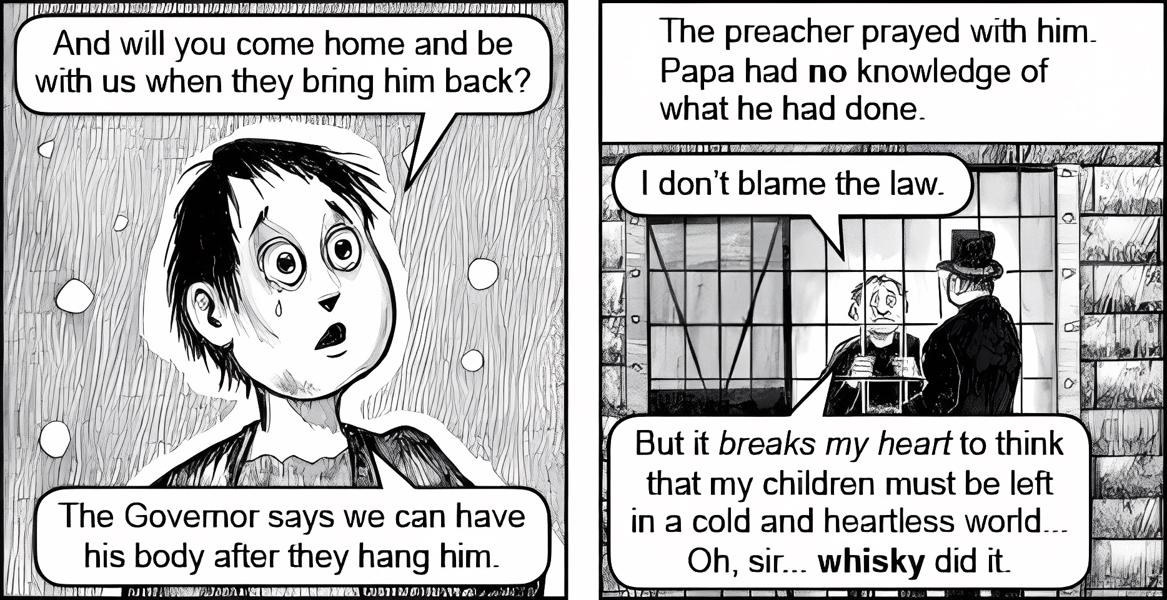 And will you come home and be
with us when they bring him back?
The Governor says we can have
his body after they hang him.
The preacher prayed with him.
Papa had no knowledge of
what he had done.
I don't blame the law.
But it breaks my heart to think
that my children must be left
in a cold and heartless world...
Oh, sir... whisky did it.